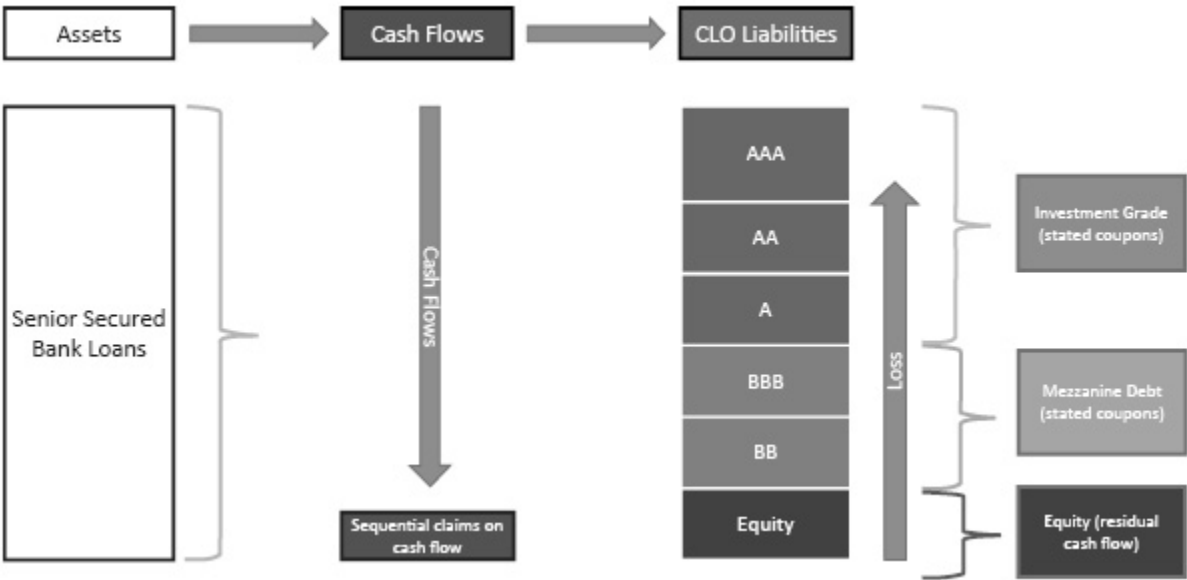 Assets
Cash Flows
CLO Liabilities
Senior Secured
Bank Loans
Cash Flows
Sequential claims on
cash flow
AAA
AA
A
BBB
BB
Equity
Loss
Investment Grade
(stated coupons)
Mezzanine Debt
(stated coupons)
Equity (residual
cash flow)